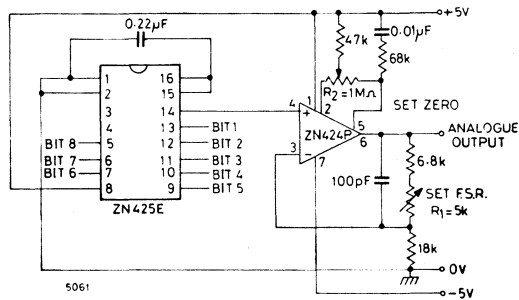 +5V
0.22µF
47k
0.01µF
68k
R2=1MΩ
SET ZERO
1
2
3
4
5
6
7
8
16
15
14
13
12
11
10
9
BIT 1
BIT 2
BIT 3
BIT 4
BIT 5
BIT 8
BIT 7
BIT 6
ZN425E
4
1
2
+
ZN424P
5
6
3
−
7
ANALOGUE
OUTPUT
100pF
6·8k
SET F.S.R.
R1=5k
18k
0V
−5V
5061